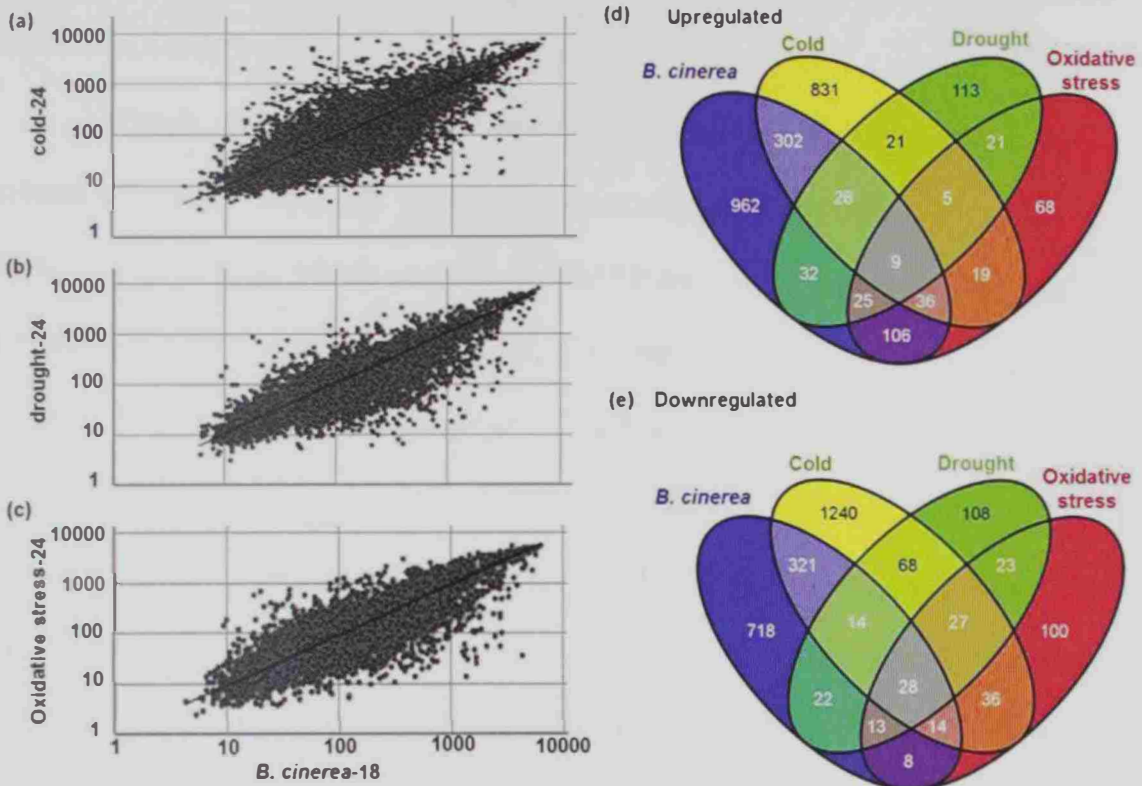 (a)
10000
1000
100
10
1
cold-24
(b)
10000
1000
100
10
1
drought-24
(c)
10000
1000
100
10
1
Oxidative stress-24
1 10 100 1000 10000
B. cinerea-18
(d) Upregulated
Cold
Drought
B. cinerea
Oxidative
stress
831
113
302
21
21
962
26
5
68
32
9
19
25
36
106
(e) Downregulated
Cold
Drought
B. cinerea
Oxidative
stress
1240
108
321
68
23
718
14
27
100
22
28
36
13
14
8